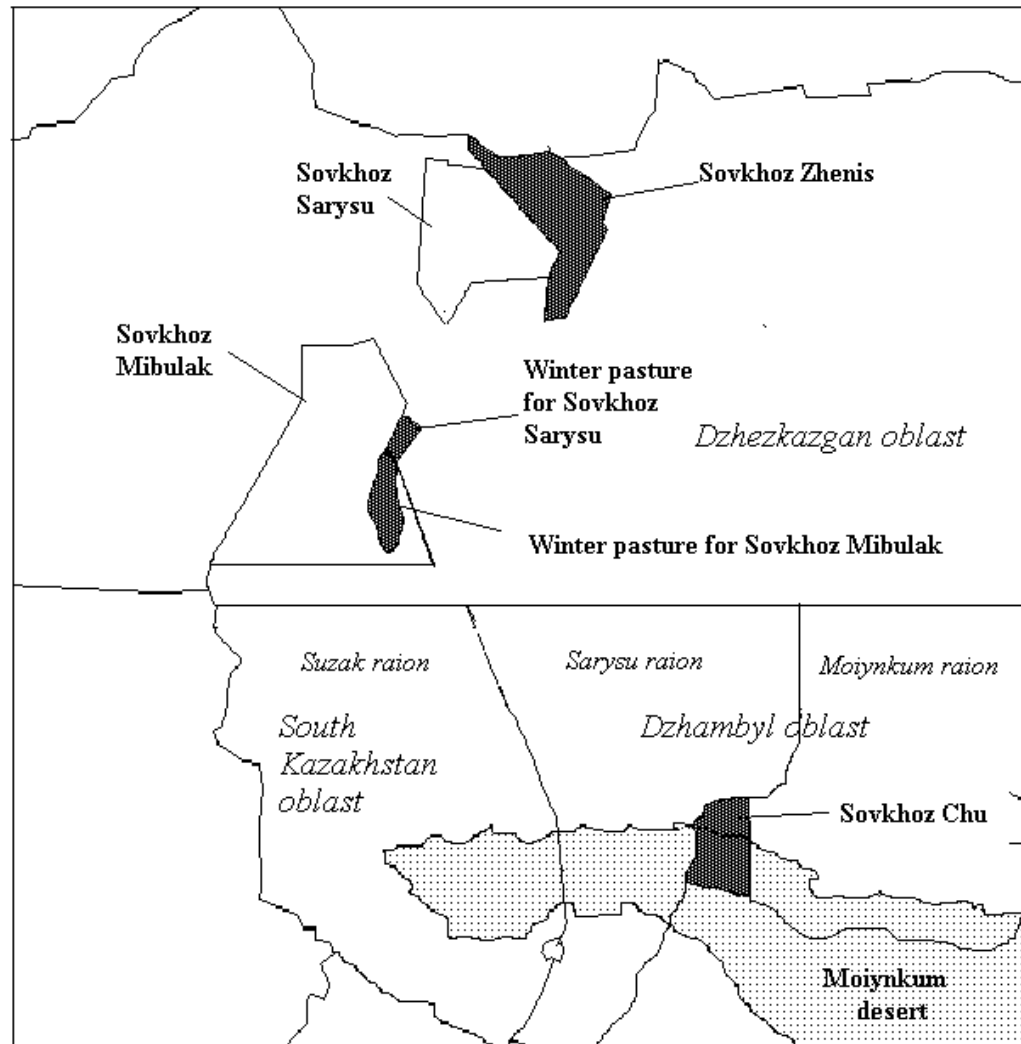 Sovkhoz
Sarysu
Sovkhoz Zhenis
Sovkhoz
Mibulak
Winter pasture
for Sovkhoz
Sarysu
Dzhezkazgan oblast
Winter pasture for Sovkhoz Mibulak
Suzak raion
Sarysu raion
Moiynkum raion
South
Kazakhstan
oblast
Dzhambyl oblast
Sovkhoz Chu
Moiynkum
desert